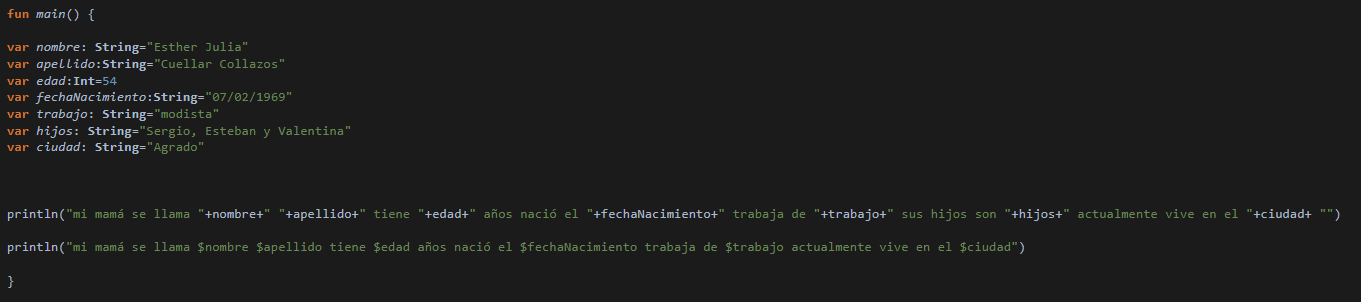 fun main() {
var nombre: String="Esther Julia"
var apellido:String="Cuellar Collazos"
var edad:Int=54
var fechaNacimiento:String="07/02/1969"
var trabajo: String="modista"
var hijos: String="Sergio, Esteban y Valentina"
var ciudad: String="Agrado"
println("mi mamá se llama "+nombre+" "+apellido+" tiene "+edad+" años nació el "+fechaNacimiento+" trabaja de "+trabajo+" sus hijos son "+hijos+" actualmente vive en el "+ciudad+ "")
println("mi mamá se llama $nombre $apellido tiene $edad años nació el $fechaNacimiento trabaja de $trabajo actualmente vive en el $ciudad")
}